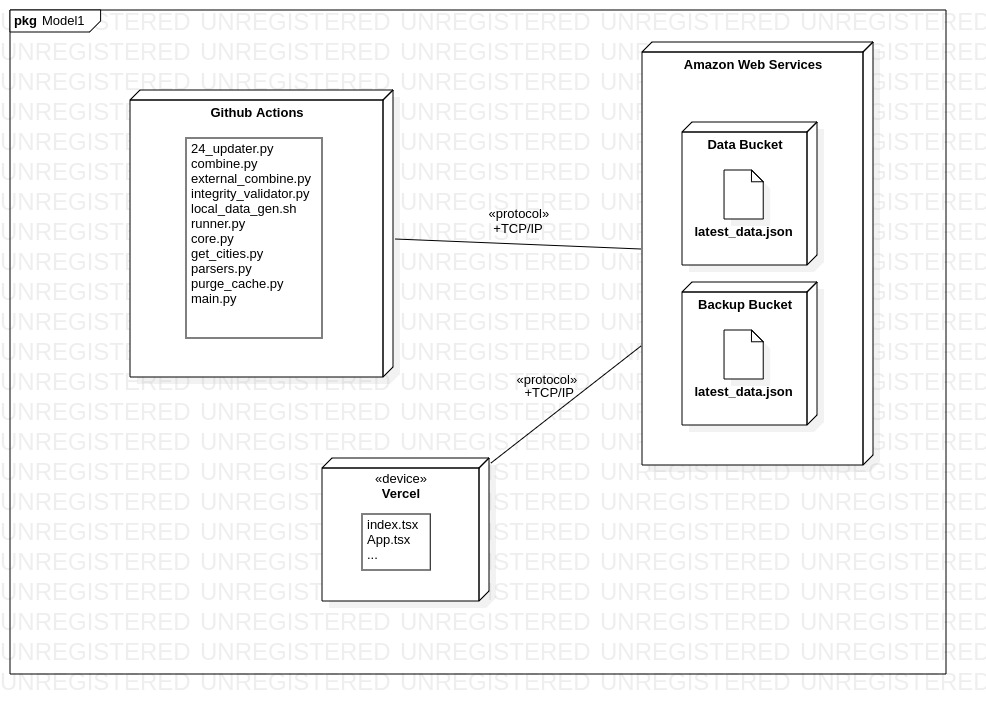 pkg Model1
Amazon Web Services
Github Actions
24_updater.py
combine.py
external_combine.py
integrity_validator.py
local_data_gen.sh
runner.py
core.py
get_cities.py
parsers.py
purge_cache.py
main.py
Data Bucket
latest_data.json
«protocol»
+TCP/IP
Backup Bucket
latest_data.json
«protocol»
+TCP/IP
«device»
Vercel
index.tsx
App.tsx
...
UNREGISTERED UNREGISTERED UNREGISTERED UNREGISTERED UNREGISTERED